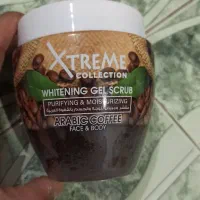 XTREME
COLLECTION
WHITENING GEL SCRUB
PURIFYING & MOISTURIZING
ARABIC COFFEE
FACE & BODY